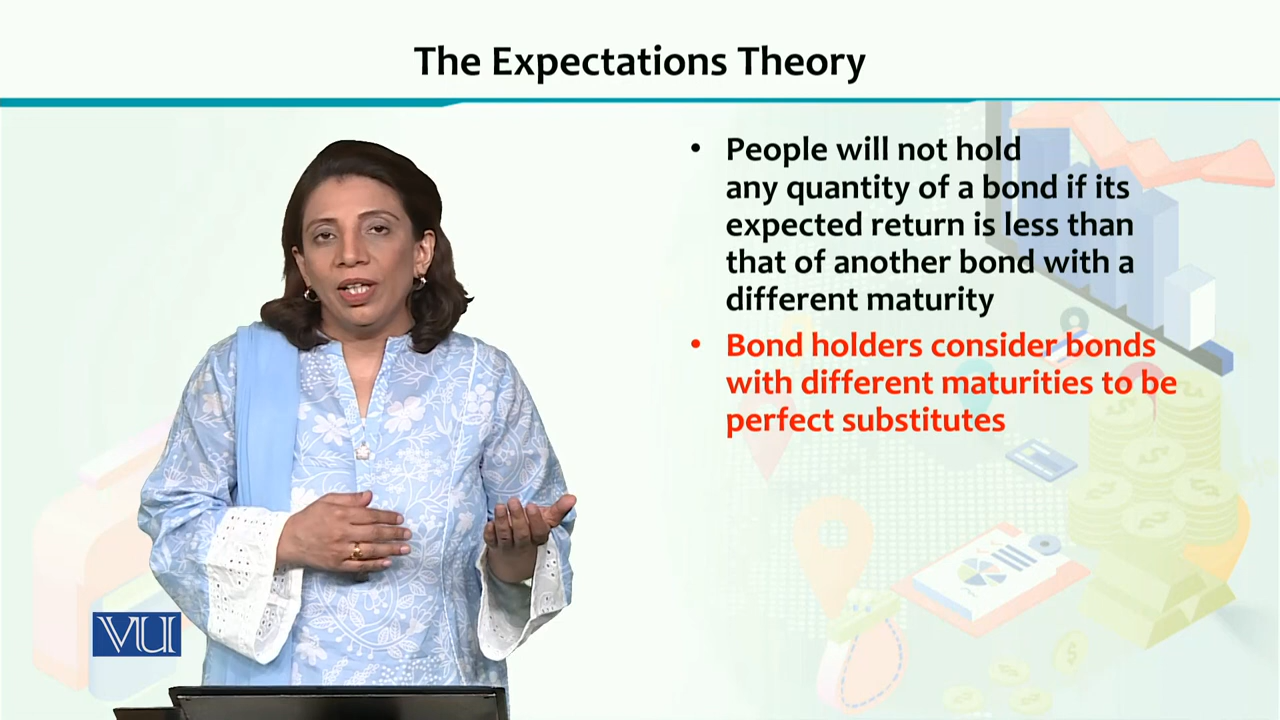 The Expectations Theory
• People will not hold
any quantity of a bond if its
expected return is less than
that of another bond with a
different maturity
• Bond holders consider bonds
with different maturities to be
perfect substitutes
VU